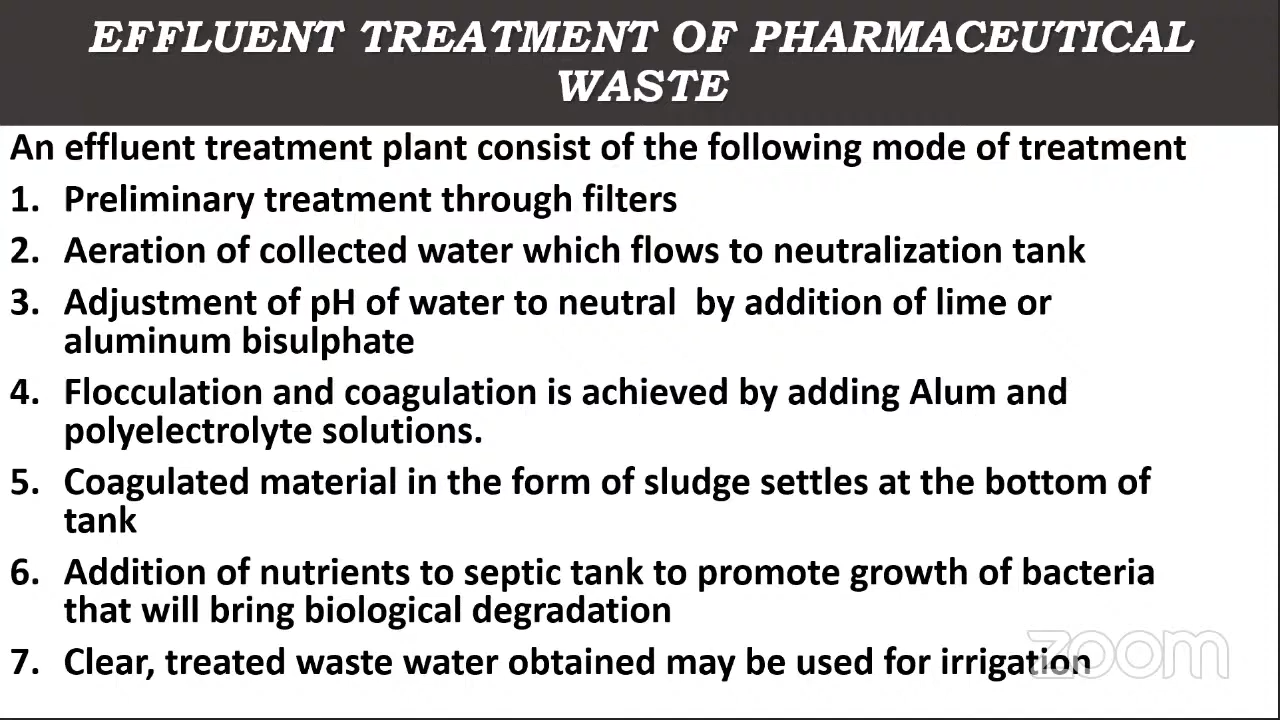 EFFLUENT TREATMENT OF PHARMACEUTICAL
WASTE
An effluent treatment plant consist of the following mode of treatment
1. Preliminary treatment through filters
2. Aeration of collected water which flows to neutralization tank
3. Adjustment of pH of water to neutral by addition of lime or
aluminum bisulphate
4. Flocculation and coagulation is achieved by adding Alum and
polyelectrolyte solutions.
5. Coagulated material in the form of sludge settles at the bottom of
tank
6. Addition of nutrients to septic tank to promote growth of bacteria
that will bring biological degradation
7. Clear, treated waste water obtained may be used for irrigation
zoom